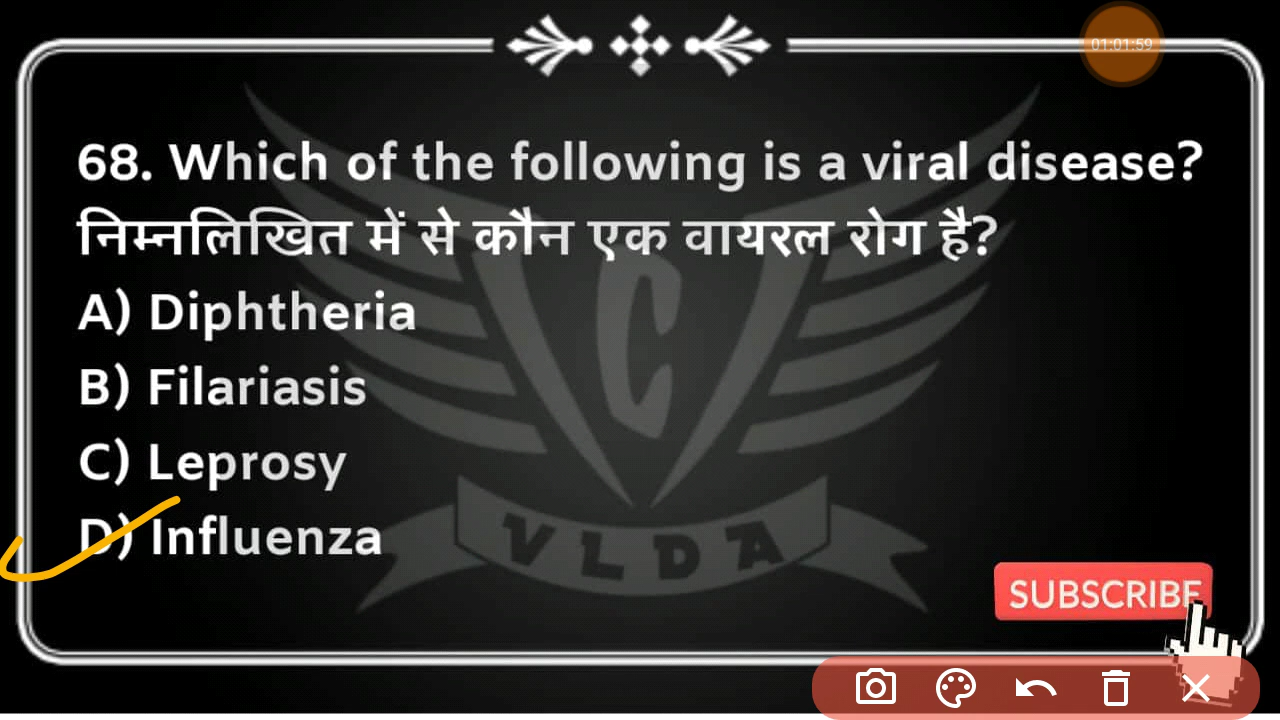 01:01:59
68. Which of the following is a viral disease?
निम्नलिखित में से कौन एक वायरल रोग है?
A) Diphtheria
B) Filariasis
C) Leprosy
D) Influenza
C
VLDA
SUBSCRIBE